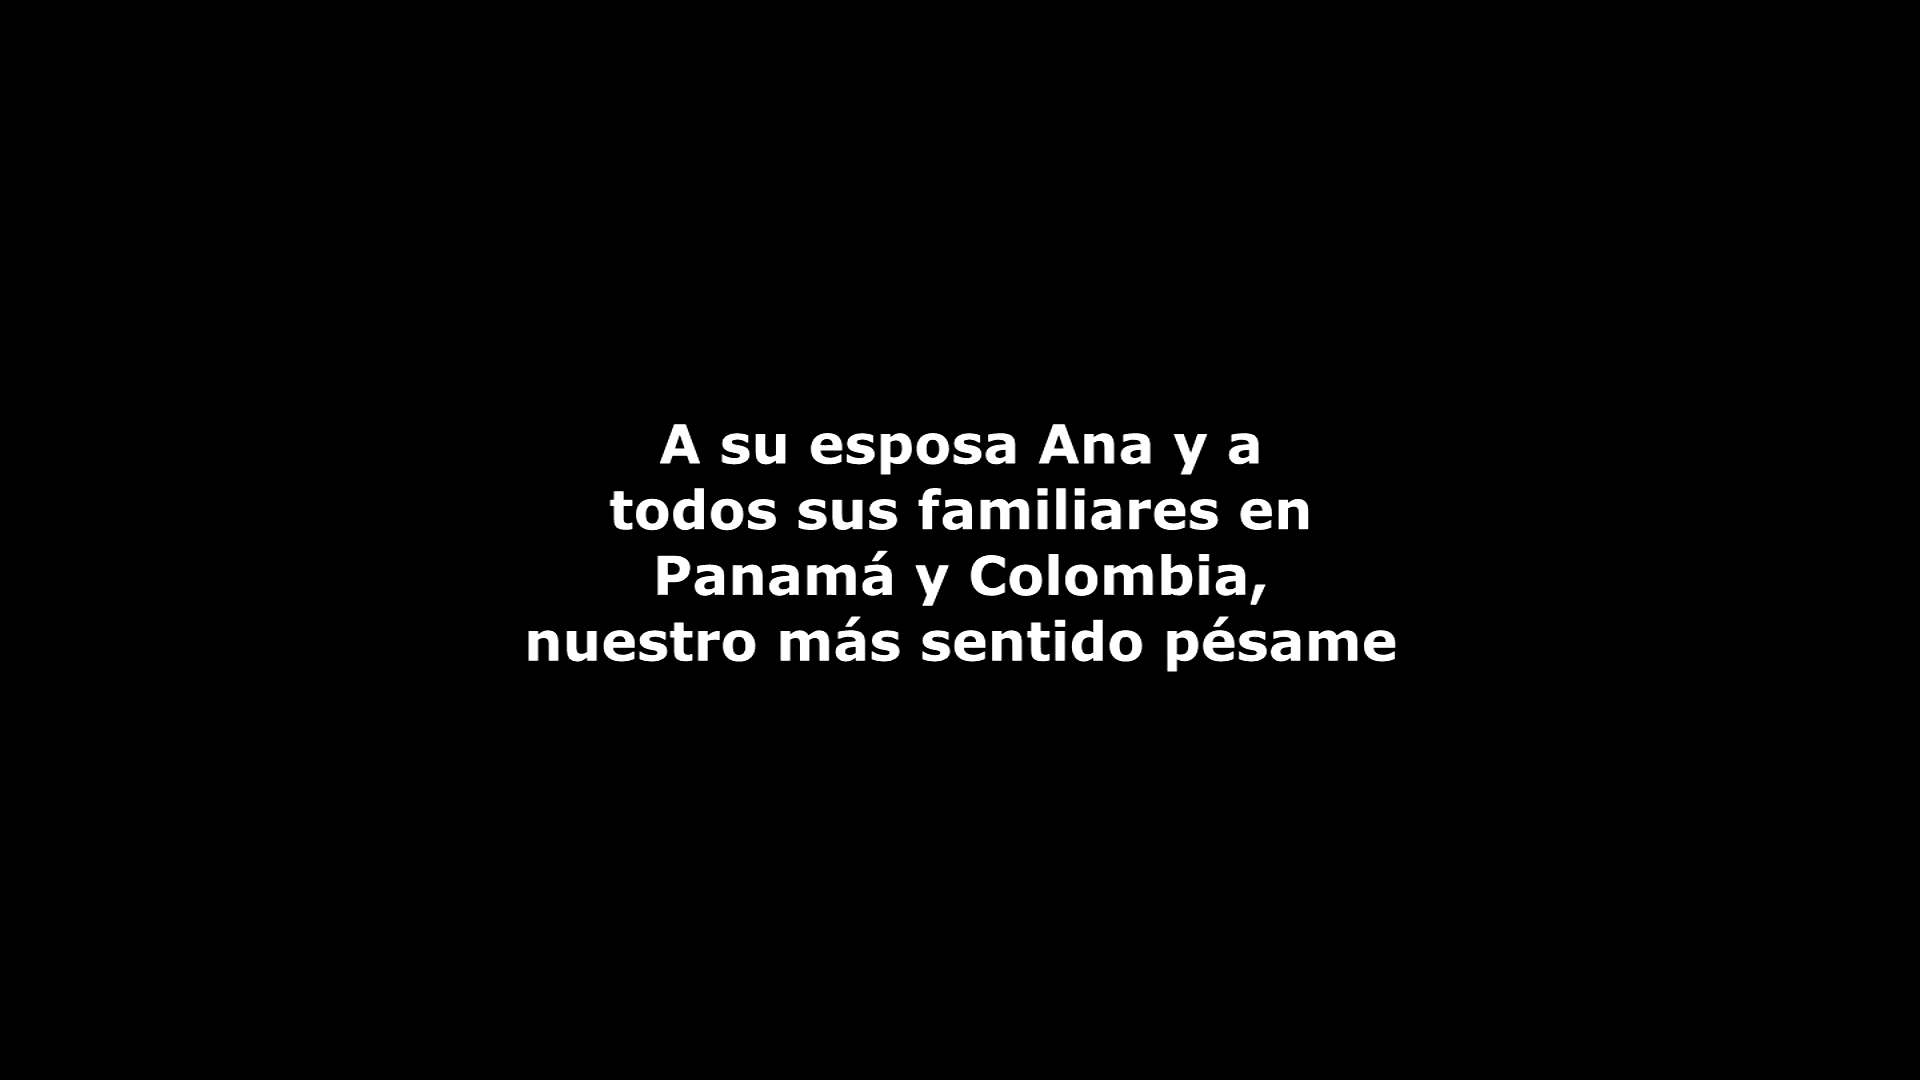 A su esposa Ana y a
todos sus familiares en
Panamá y Colombia,
nuestro más sentido pésame